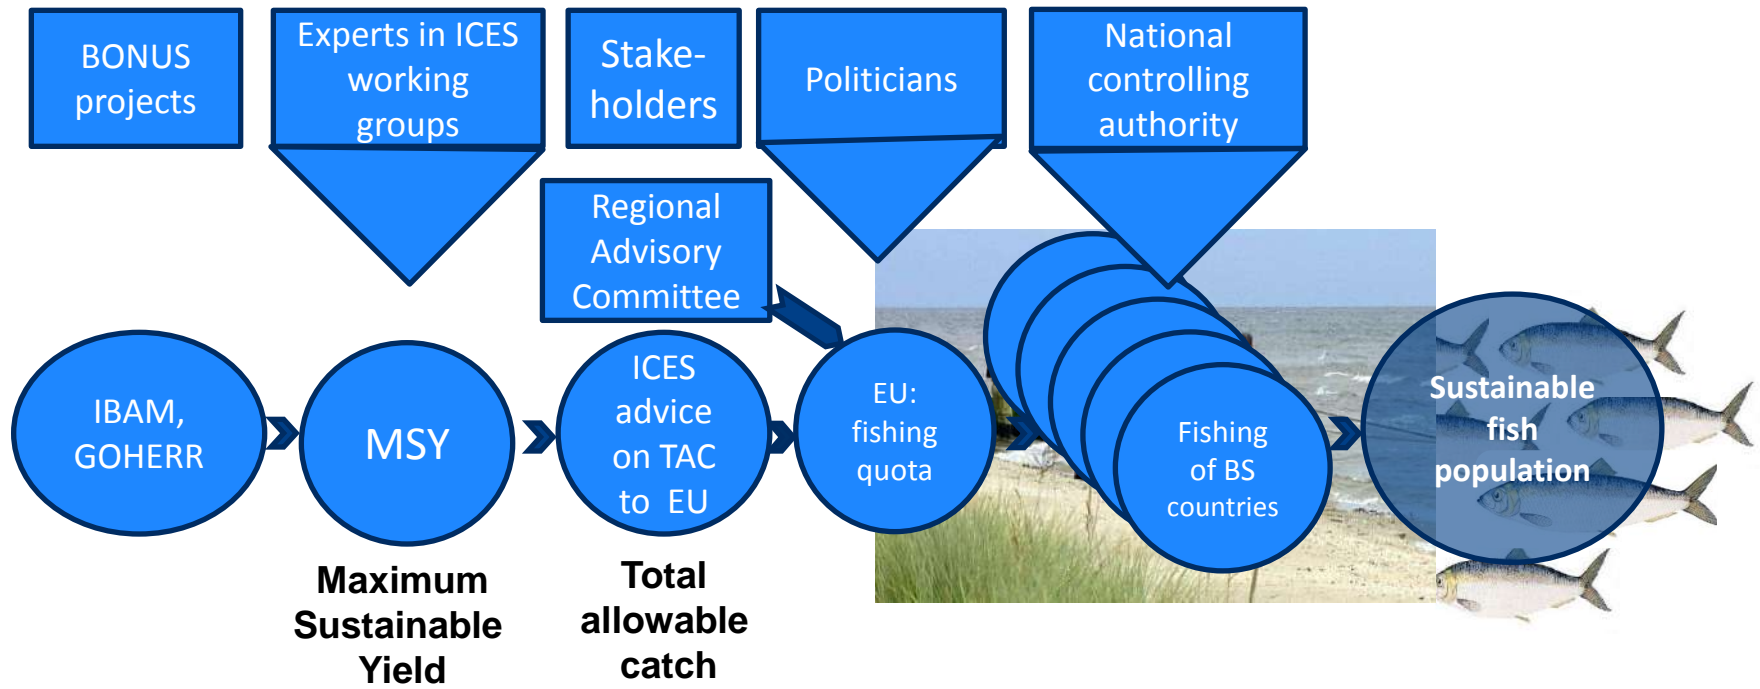 BONUS
projects
Experts in ICES
working
groups
Stake-
holders
Politicians
National
controlling
authority
Regional
Advisory
Committee
IBAM,
GOHERR
MSY
ICES
advice
on TAC
to EU
EU:
fishing
quota
Fishing
of BS
countries
Sustainable
fish
population
Maximum
Sustainable
Yield
Total
allowable
catch